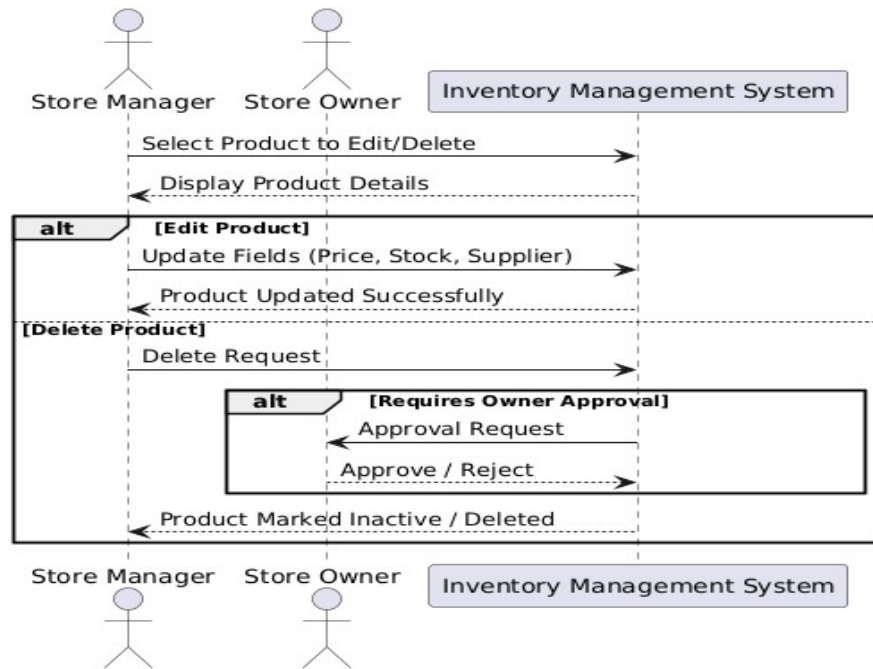 Store Manager Store Owner Inventory Management System
Select Product to Edit/Delete
Display Product Details
alt [Edit Product]
Update Fields (Price, Stock, Supplier)
Product Updated Successfully
[Delete Product]
Delete Request
alt [Requires Owner Approval]
Approval Request
Approve / Reject
Product Marked Inactive / Deleted
Store Manager Store Owner Inventory Management System